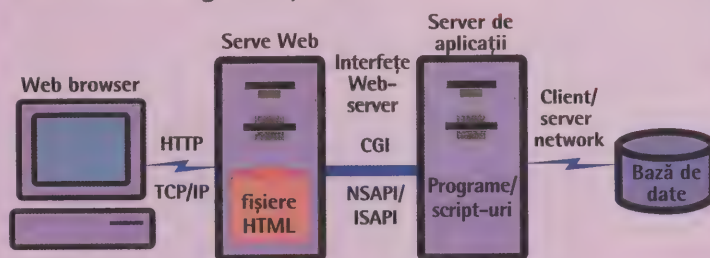 Web browser
HTTP
TCP/IP
Serve Web
fișiere
HTML
Interfețe
Web-
server
CGI
NSAPI/
ISAPI
Server de
aplicații
Programe/
script-uri
Client/
server
network
Bază de
date